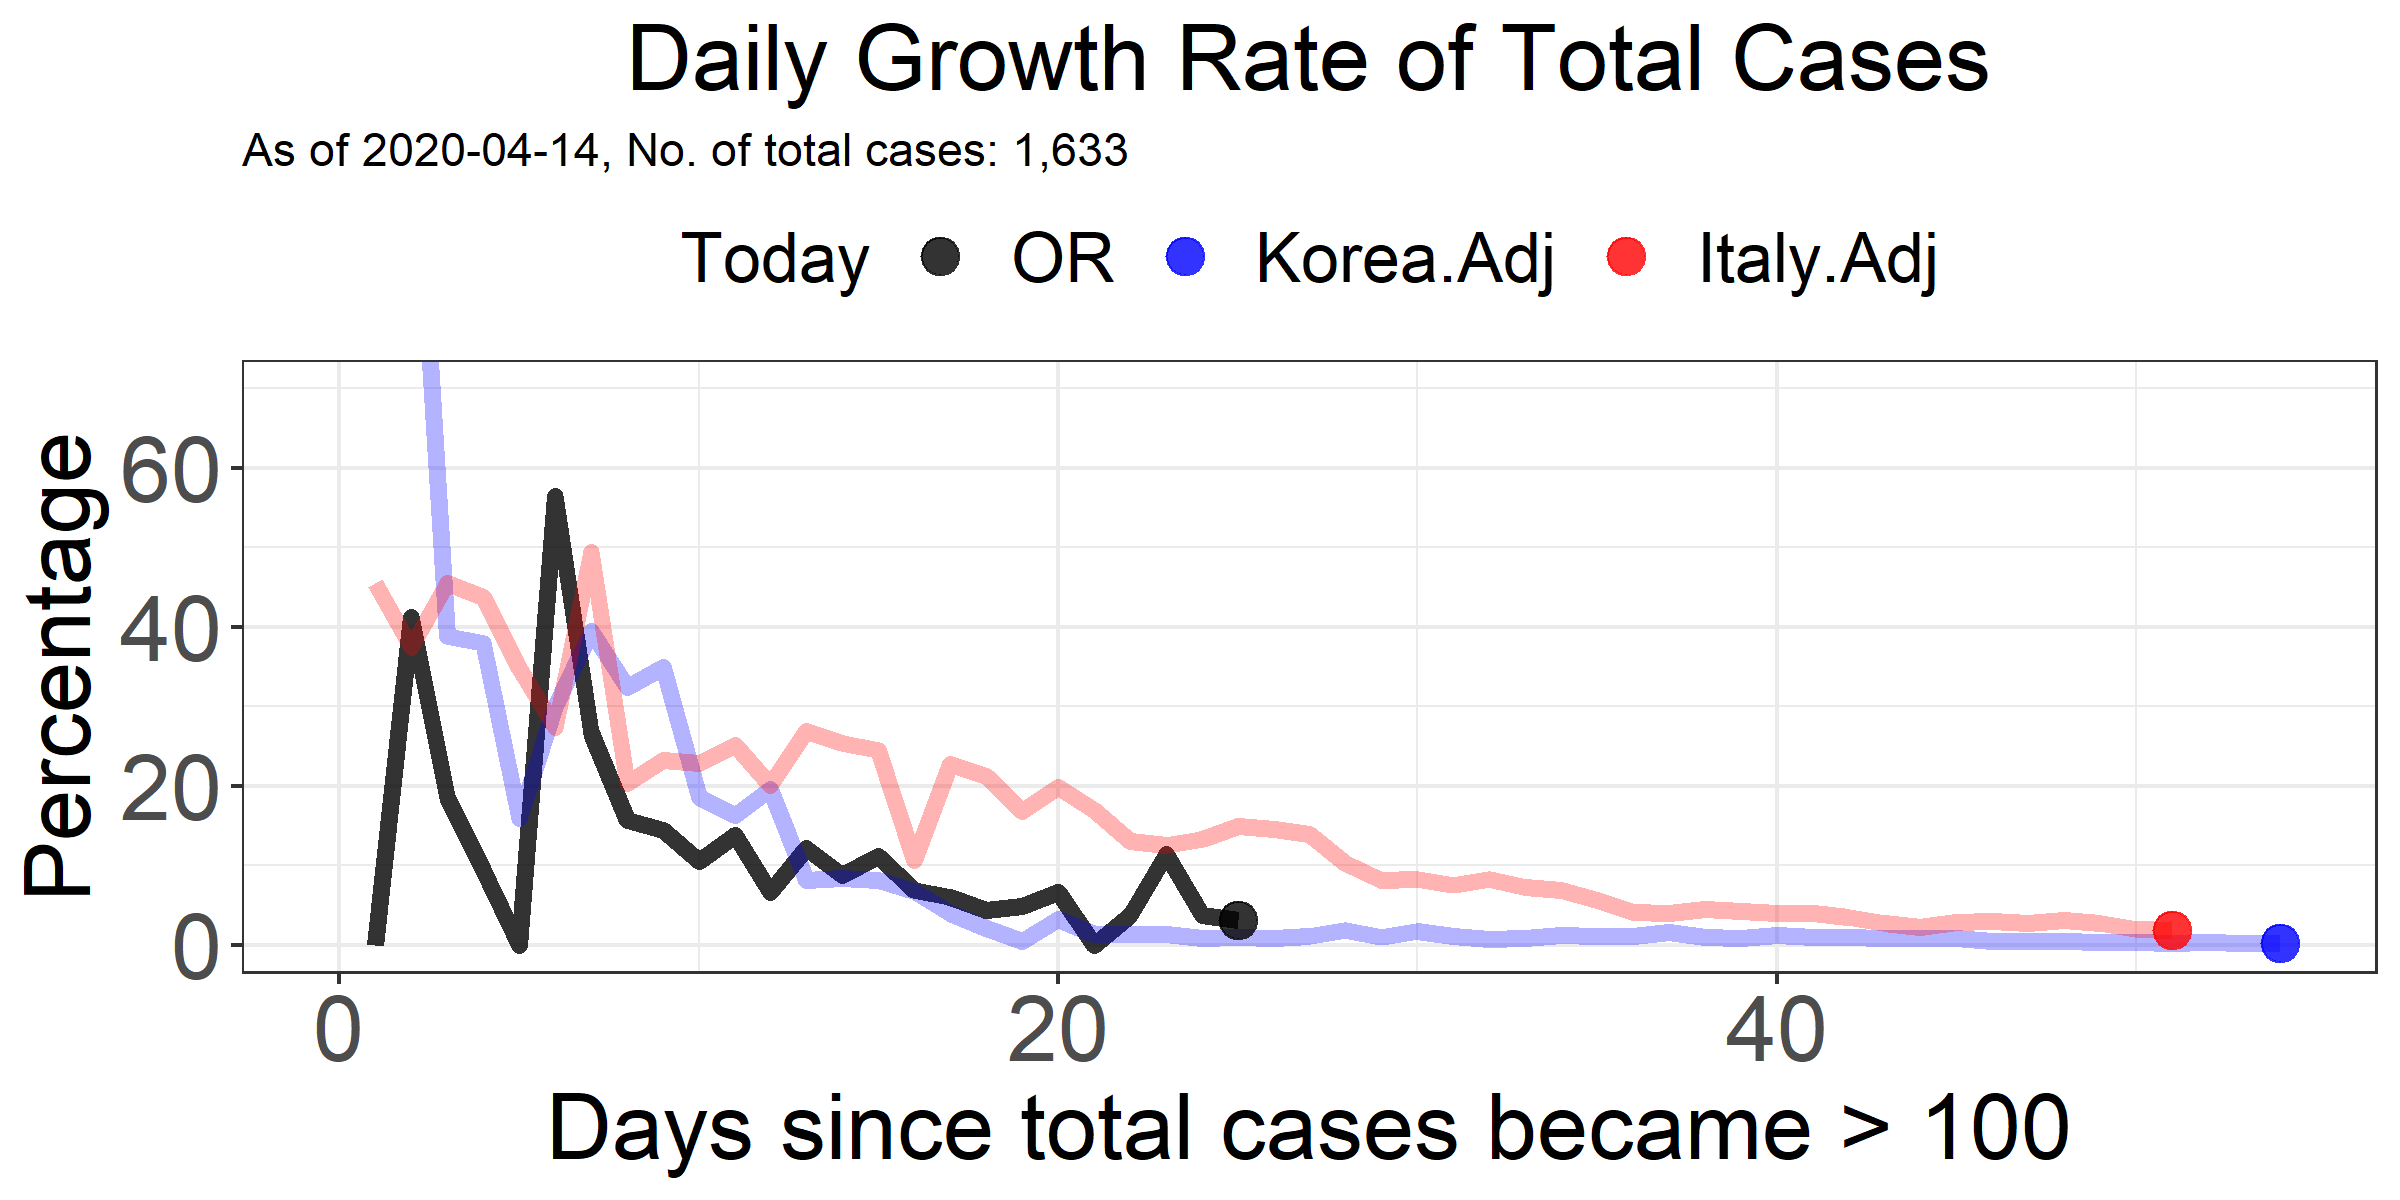 Daily Growth Rate of Total Cases
As of 2020-04-14, No. of total cases: 1,633
Today OR Korea.Adj Italy.Adj
Percentage
60
40
20
0
0 20 40
Days since total cases became > 100